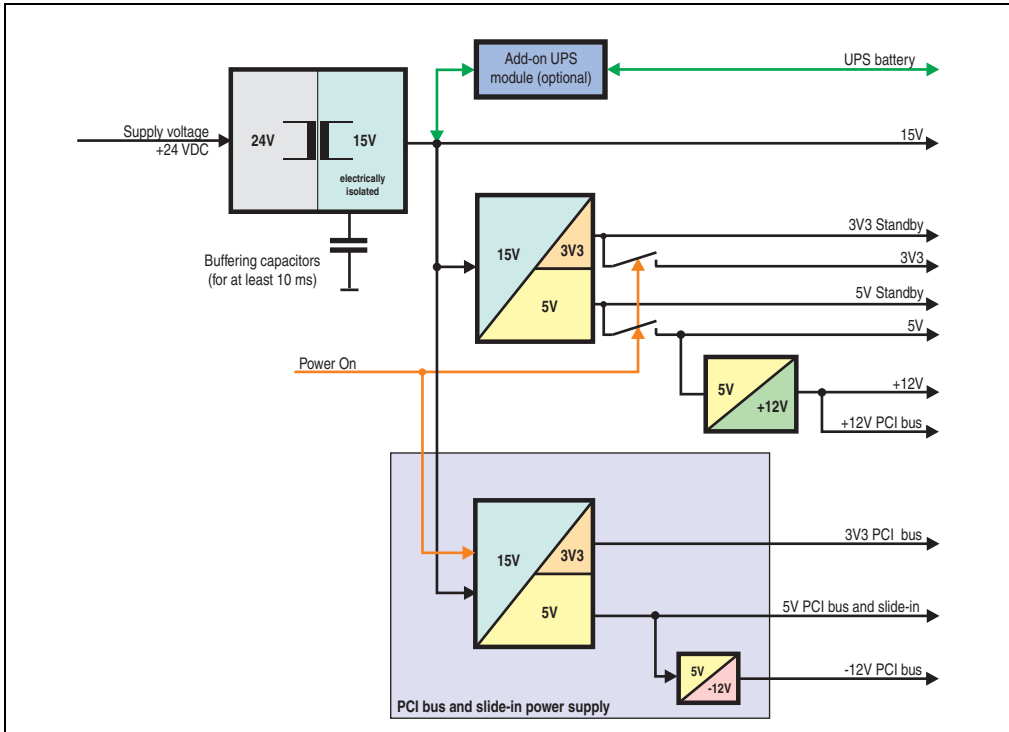 Add-on UPS
module (optional)
UPS battery
Supply voltage
+24 VDC
24V
15V
electrically
isolated
15V
Buffering capacitors
(for at least 10 ms)
15V
3V3
5V
3V3 Standby
3V3
5V Standby
5V
Power On
5V
+12V
+12V
+12V PCI bus
15V
3V3
5V
3V3 PCI bus
5V PCI bus and slide-in
5V
-12V
-12V PCI bus
PCI bus and slide-in power supply